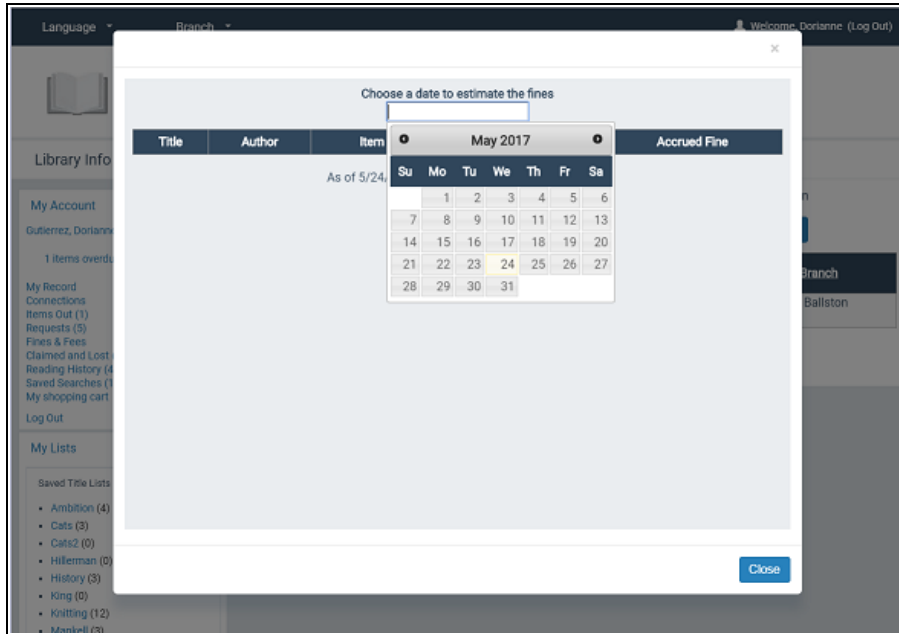 Language Branch Welcome, Dorianne (Log Out)
×
Choose a date to estimate the fines
Title Author Item Accrued Fine
May 2017
Su Mo Tu We Th Fr Sa
As of 5/24/
1 2 3 4 5 6
7 8 9 10 11 12 13
14 15 16 17 18 19 20
21 22 23 24 25 26 27
28 29 30 31
Close
Library Info
My Account
Gutierrez, Dorianne
1 items overdu
My Record
Connections
Items Out (1)
Requests (5)
Fines & Fees
Claimed and Lost
Reading History (4
Saved Searches (1
My shopping cart
Log Out
My Lists
Saved Title Lists
• Ambition (4)
• Cats (3)
• Cats2 (0)
• Hillerman (0)
• History (3)
• King (0)
• Knitting (12)
• Mankell (3)
n
Branch
Ballston